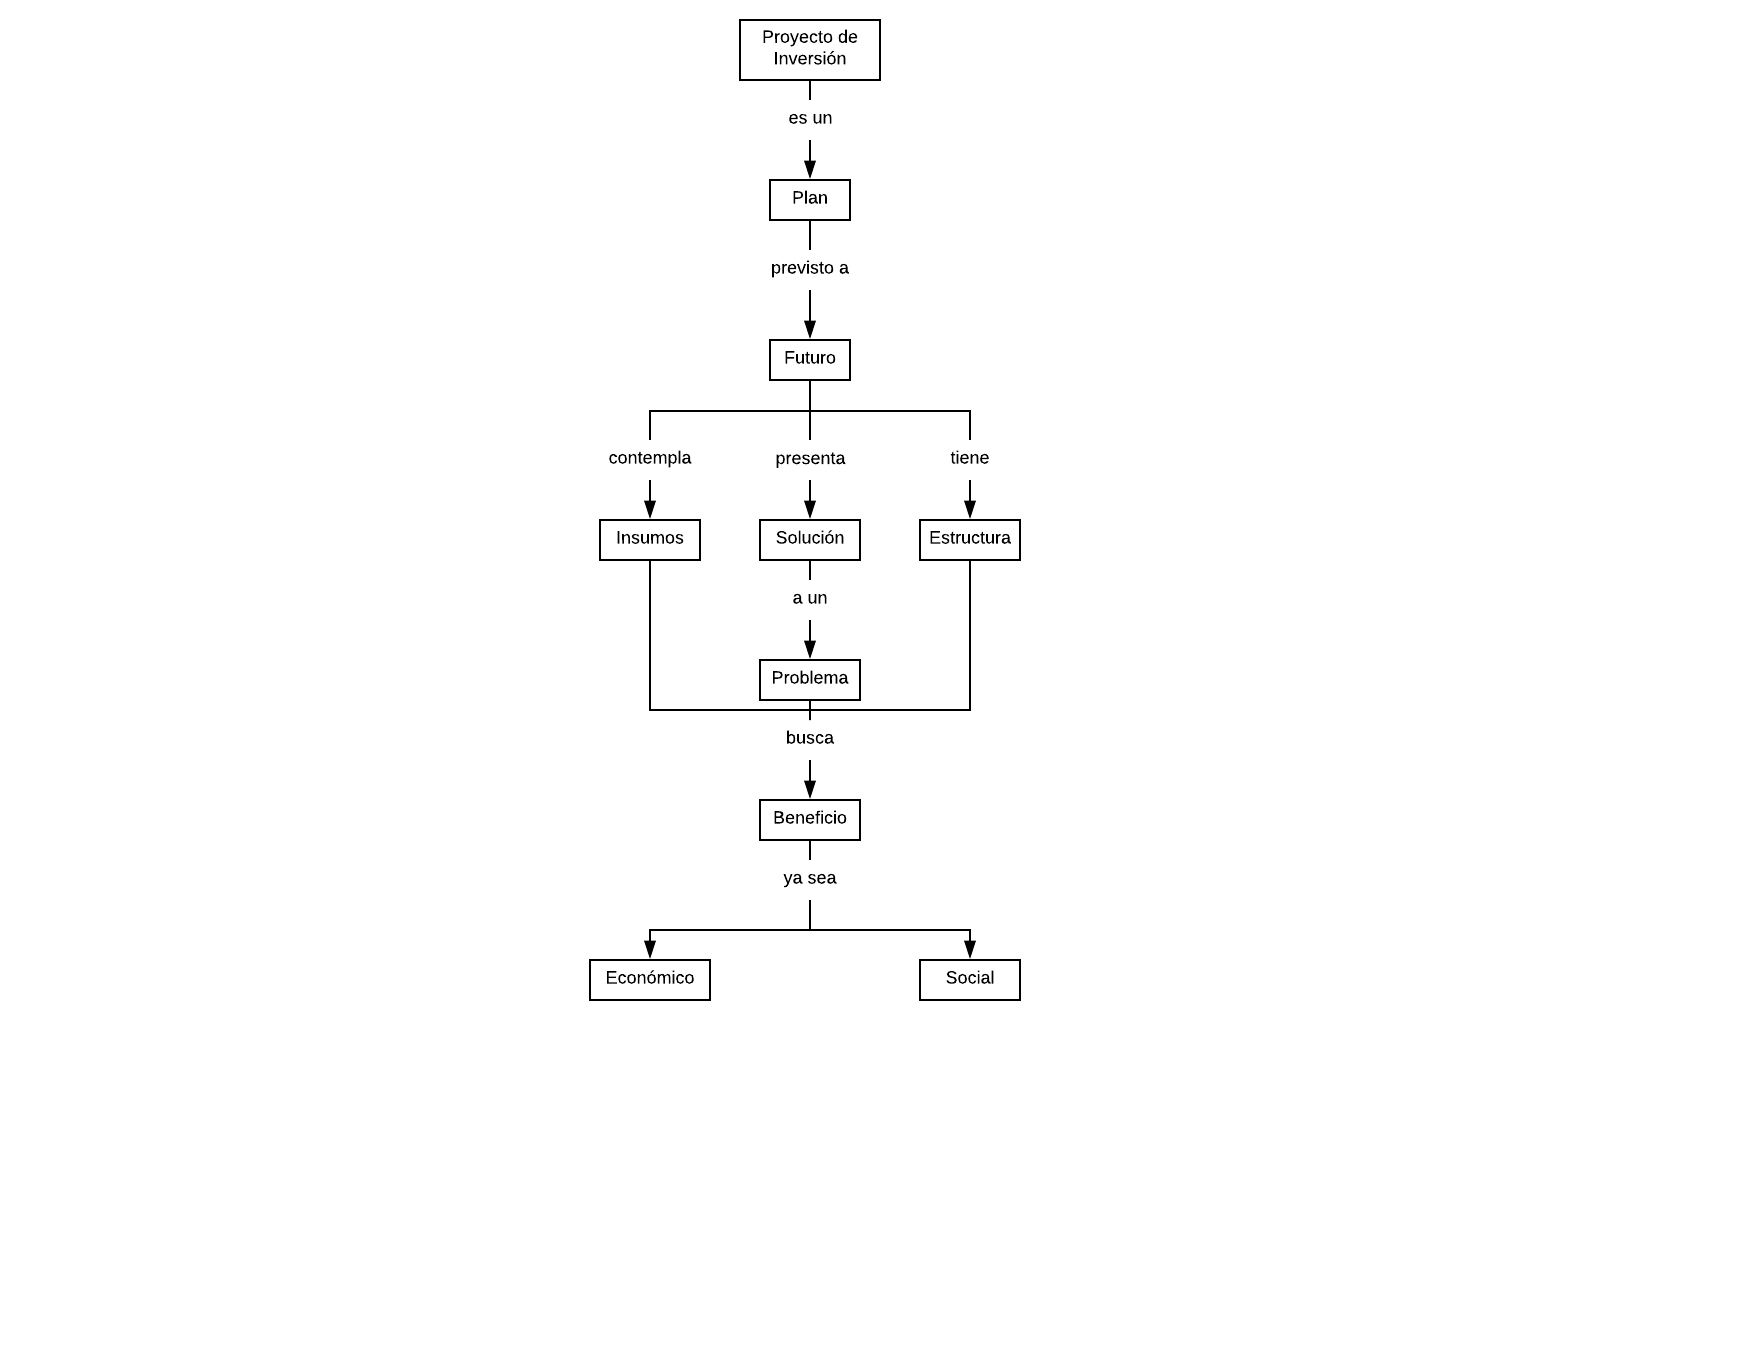 Proyecto de
Inversión
es un
Plan
previsto a
Futuro
contempla
presenta
tiene
Insumos
Solución
Estructura
a un
Problema
busca
Beneficio
ya sea
Económico
Social